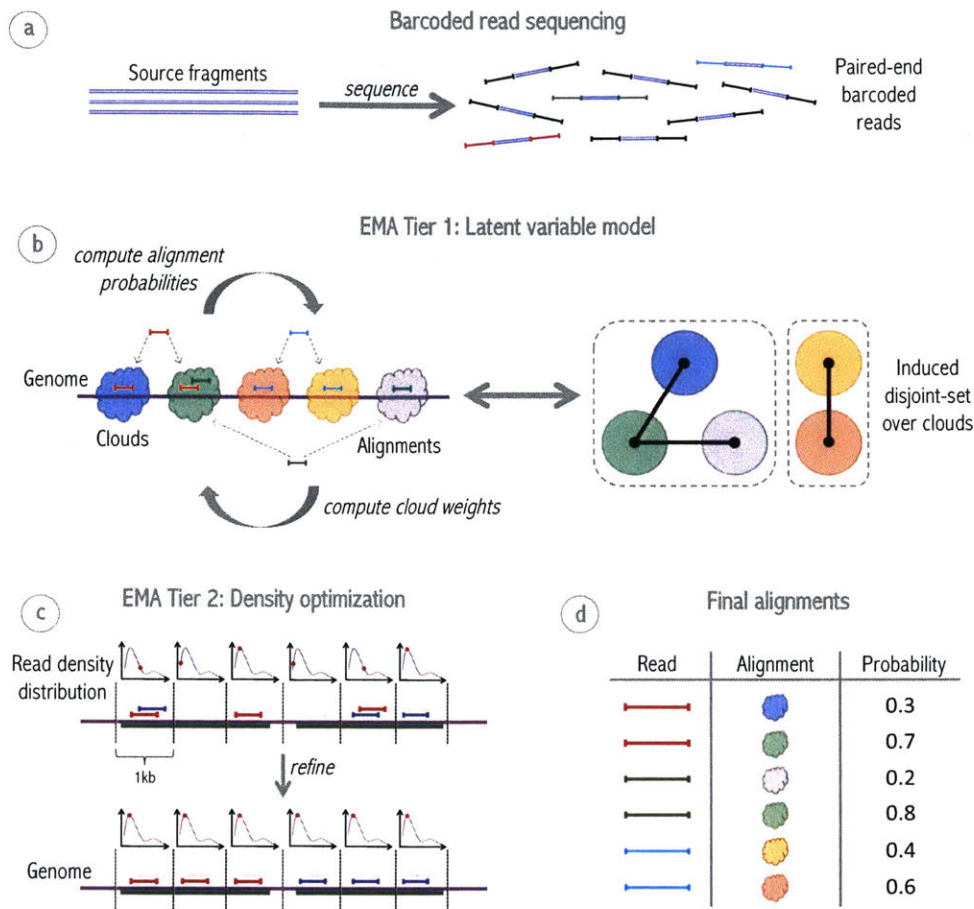 a
Barcoded read sequencing
Source fragments
sequence
Paired-end
barcoded
reads
b
EMA Tier 1: Latent variable model
compute alignment
probabilities
Genome
Clouds
Alignments
compute cloud weights
Induced
disjoint-set
over clouds
c
EMA Tier 2: Density optimization
Read density
distribution
1kb
refine
Genome
d
Final alignments
Read Alignment Probability
0.3
0.7
0.2
0.8
0.4
0.6